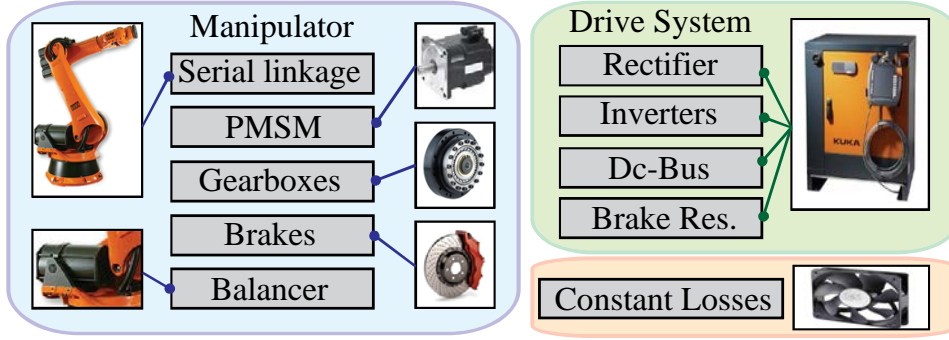 Manipulator
Serial linkage
PMSM
Gearboxes
Brakes
Balancer
Drive System
Rectifier
Inverters
Dc-Bus
Brake Res.
KUKA
Constant Losses